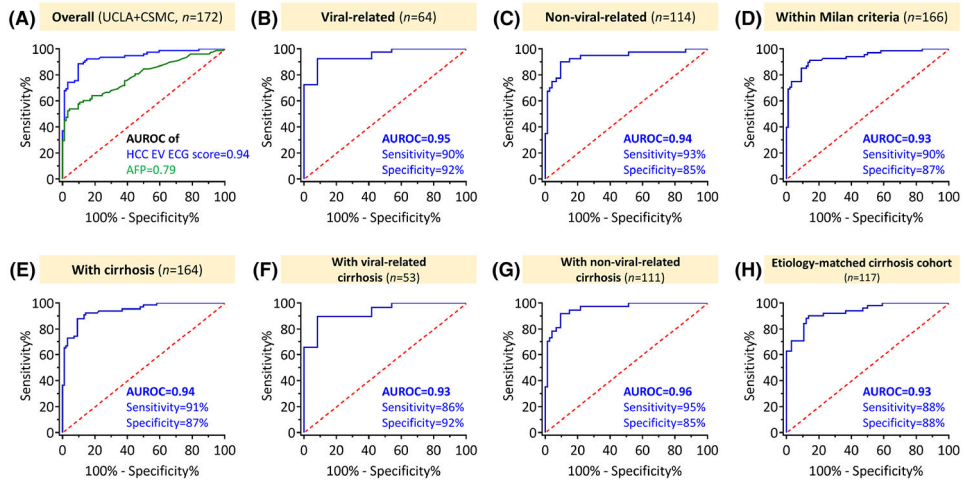 (A) Overall (UCLA+CSMC, n=172)
Sensitivity%
100
80
60
40
20
0
AUROC of
HCC EV ECG score=0.94
AFP=0.79
0 20 40 60 80 100
100% - Specificity%
(B) Viral-related (n=64)
Sensitivity%
100
80
60
40
20
0
AUROC=0.95
Sensitivity=90%
Specificity=92%
0 20 40 60 80 100
100% - Specificity%
(C) Non-viral-related (n=114)
Sensitivity%
100
80
60
40
20
0
AUROC=0.94
Sensitivity=93%
Specificity=85%
0 20 40 60 80 100
100% - Specificity%
(D) Within Milan criteria (n=166)
Sensitivity%
100
80
60
40
20
0
AUROC=0.93
Sensitivity=90%
Specificity=87%
0 20 40 60 80 100
100% - Specificity%
(E) With cirrhosis (n=164)
Sensitivity%
100
80
60
40
20
0
AUROC=0.94
Sensitivity=91%
Specificity=87%
0 20 40 60 80 100
100% - Specificity%
(F) With viral-related
cirrhosis (n=53)
Sensitivity%
100
80
60
40
20
0
AUROC=0.93
Sensitivity=86%
Specificity=92%
0 20 40 60 80 100
100% - Specificity%
(G) With non-viral-related
cirrhosis (n=111)
Sensitivity%
100
80
60
40
20
0
AUROC=0.96
Sensitivity=95%
Specificity=85%
0 20 40 60 80 100
100% - Specificity%
(H) Etiology-matched cirrhosis cohort
(n=117)
Sensitivity%
100
80
60
40
20
0
AUROC=0.93
Sensitivity=88%
Specificity=88%
0 20 40 60 80 100
100% - Specificity%